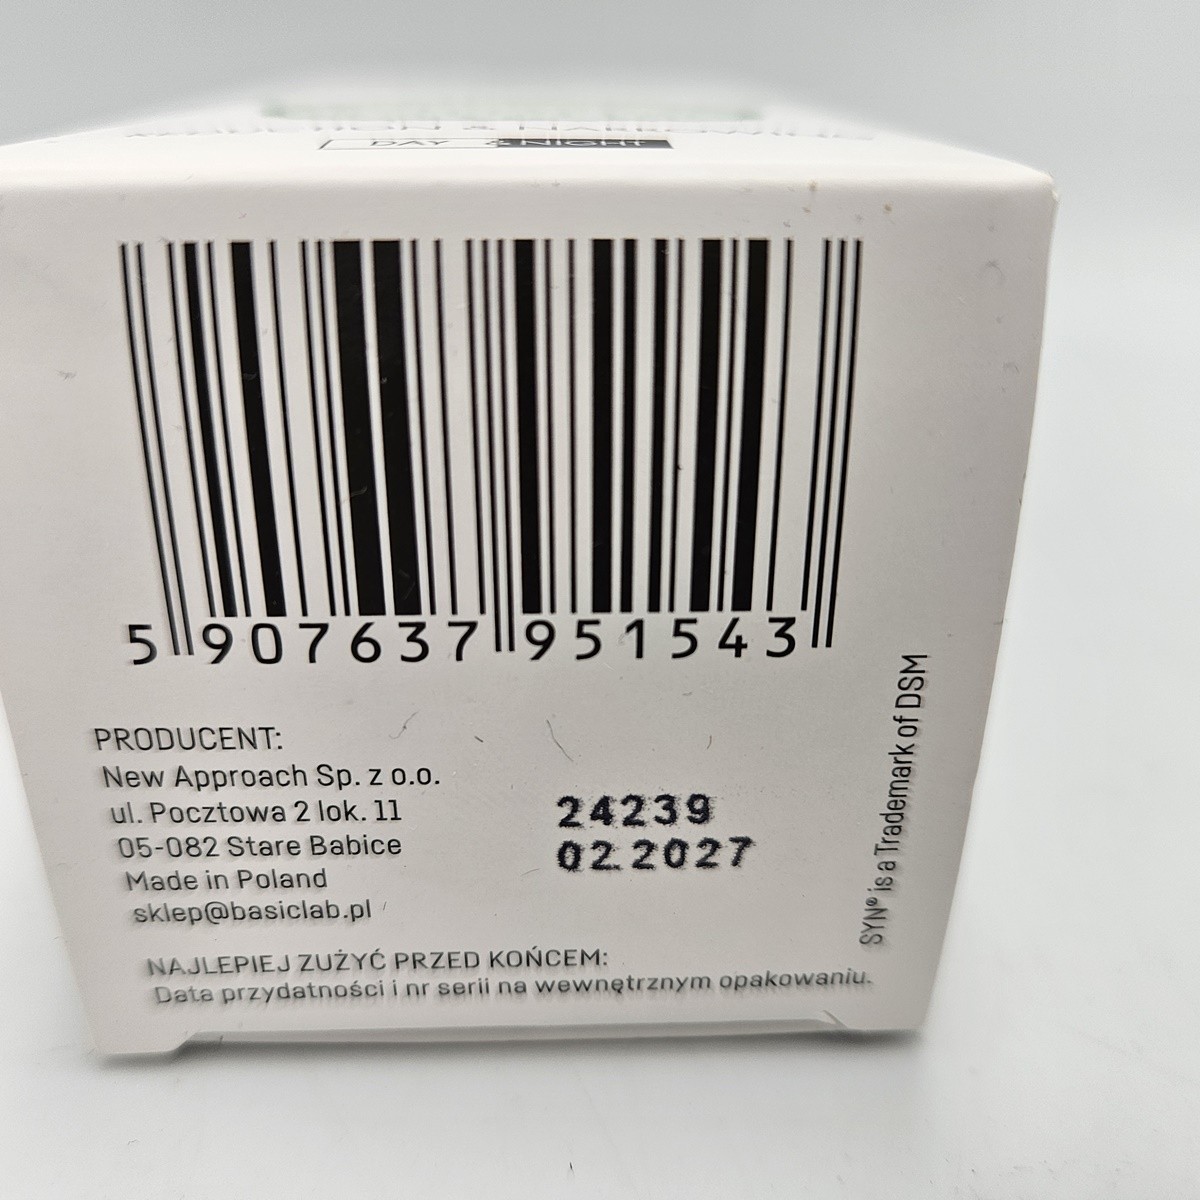 DAY & NIGHT
5 907637 951543
PRODUCENT:
New Approach Sp. z o.o.
ul. Pocztowa 2 lok. 11
05-082 Stare Babice
Made in Poland
sklep@basiclab.pl
24239
02.2027
NAJLEPIEJ ZUŻYĆ PRZED KOŃCEM:
Data przydatności i nr serii na wewnętrznym opakowaniu.
SYN® is a Trademark of DSM